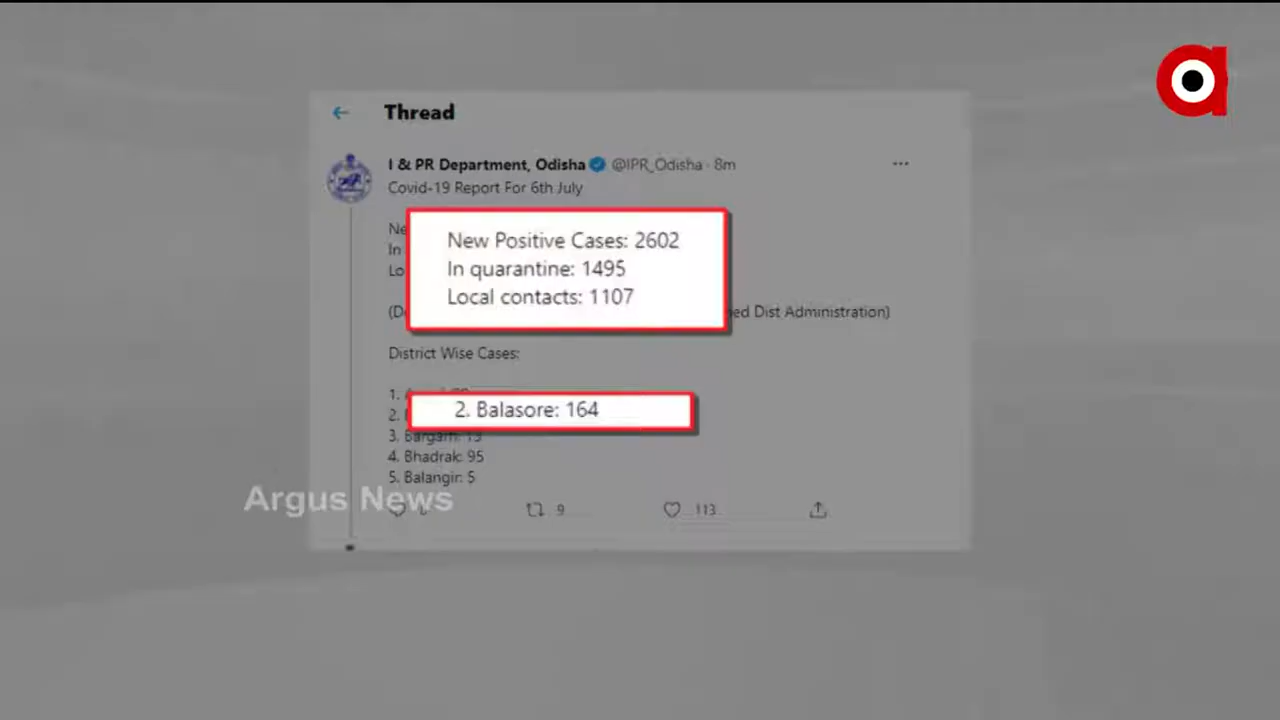 Thread
I & PR Department, Odisha @IPR_Odisha · 8m
Covid-19 Report For 6th July
New Positive Cases: 2602
In quarantine: 1495
Local contacts: 1107
Dist Administration)
District Wise Cases:
1.
2. Balasore: 164
3. Bargarh: 13
4. Bhadrak: 95
5. Balangir: 5
9 113
Argus News